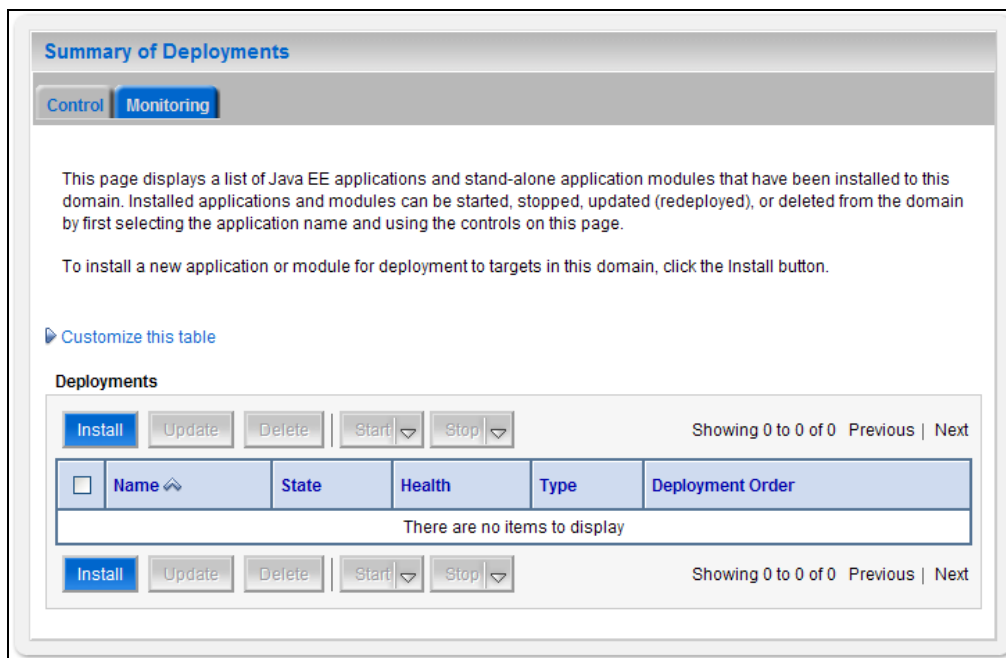 Summary of Deployments
Control Monitoring
This page displays a list of Java EE applications and stand-alone application modules that have been installed to this
domain. Installed applications and modules can be started, stopped, updated (redeployed), or deleted from the domain
by first selecting the application name and using the controls on this page.
To install a new application or module for deployment to targets in this domain, click the Install button.
Customize this table
Deployments
Install Update Delete Start Stop Showing 0 to 0 of 0 Previous | Next
Name State Health Type Deployment Order
There are no items to display
Install Update Delete Start Stop Showing 0 to 0 of 0 Previous | Next